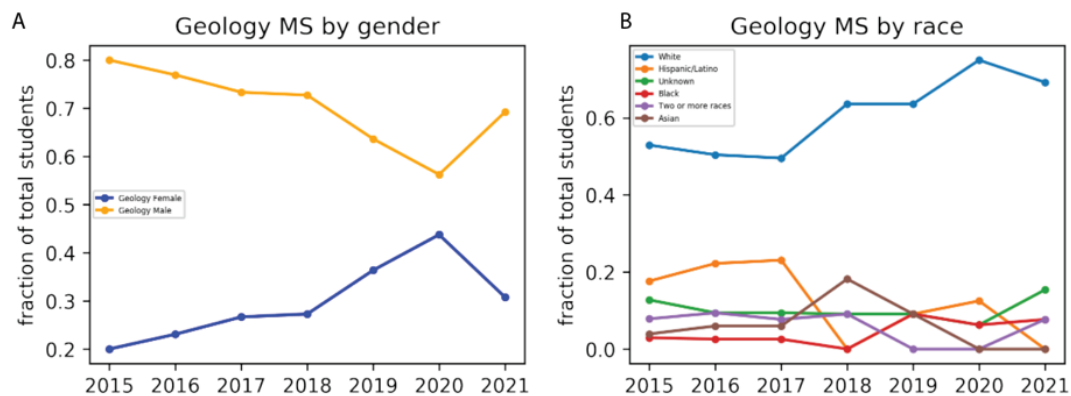 A
Geology MS by gender
fraction of total students
0.8
0.7
0.6
0.5
0.4
0.3
0.2
Geology Female
Geology Male
2015 2016 2017 2018 2019 2020 2021
B
Geology MS by race
fraction of total students
0.6
0.4
0.2
0.0
White
Hispanic/Latino
Unknown
Black
Two or more races
Asian
2015 2016 2017 2018 2019 2020 2021